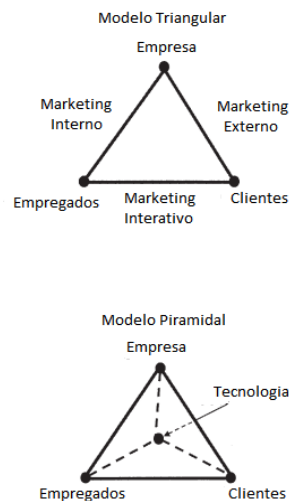 Modelo Triangular
Empresa
Marketing
Interno
Marketing
Externo
Empregados
Marketing
Interativo
Clientes
Modelo Piramidal
Empresa
Tecnologia
Empregados
Clientes